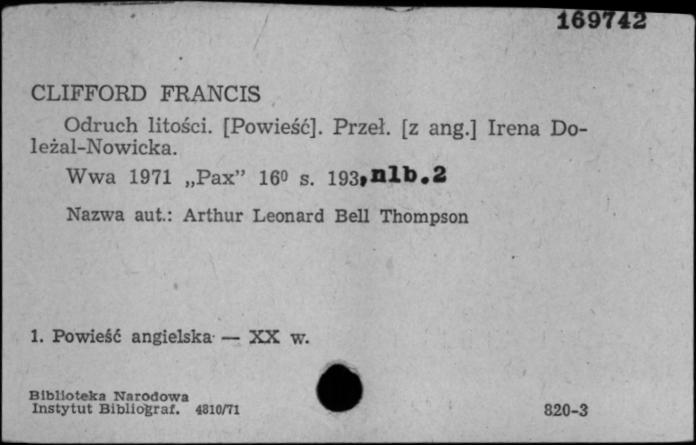 169742
CLIFFORD FRANCIS
Odruch litości. [Powieść]. Przeł. [z ang.] Irena Do-
leżal-Nowicka.
Wwa 1971 „Pax” 16⁰ s. 193, nlb. 2
Nazwa aut.: Arthur Leonard Bell Thompson
1. Powieść angielska — XX w.
Biblioteka Narodowa
Instytut Bibliograf. 4810/71
820-3